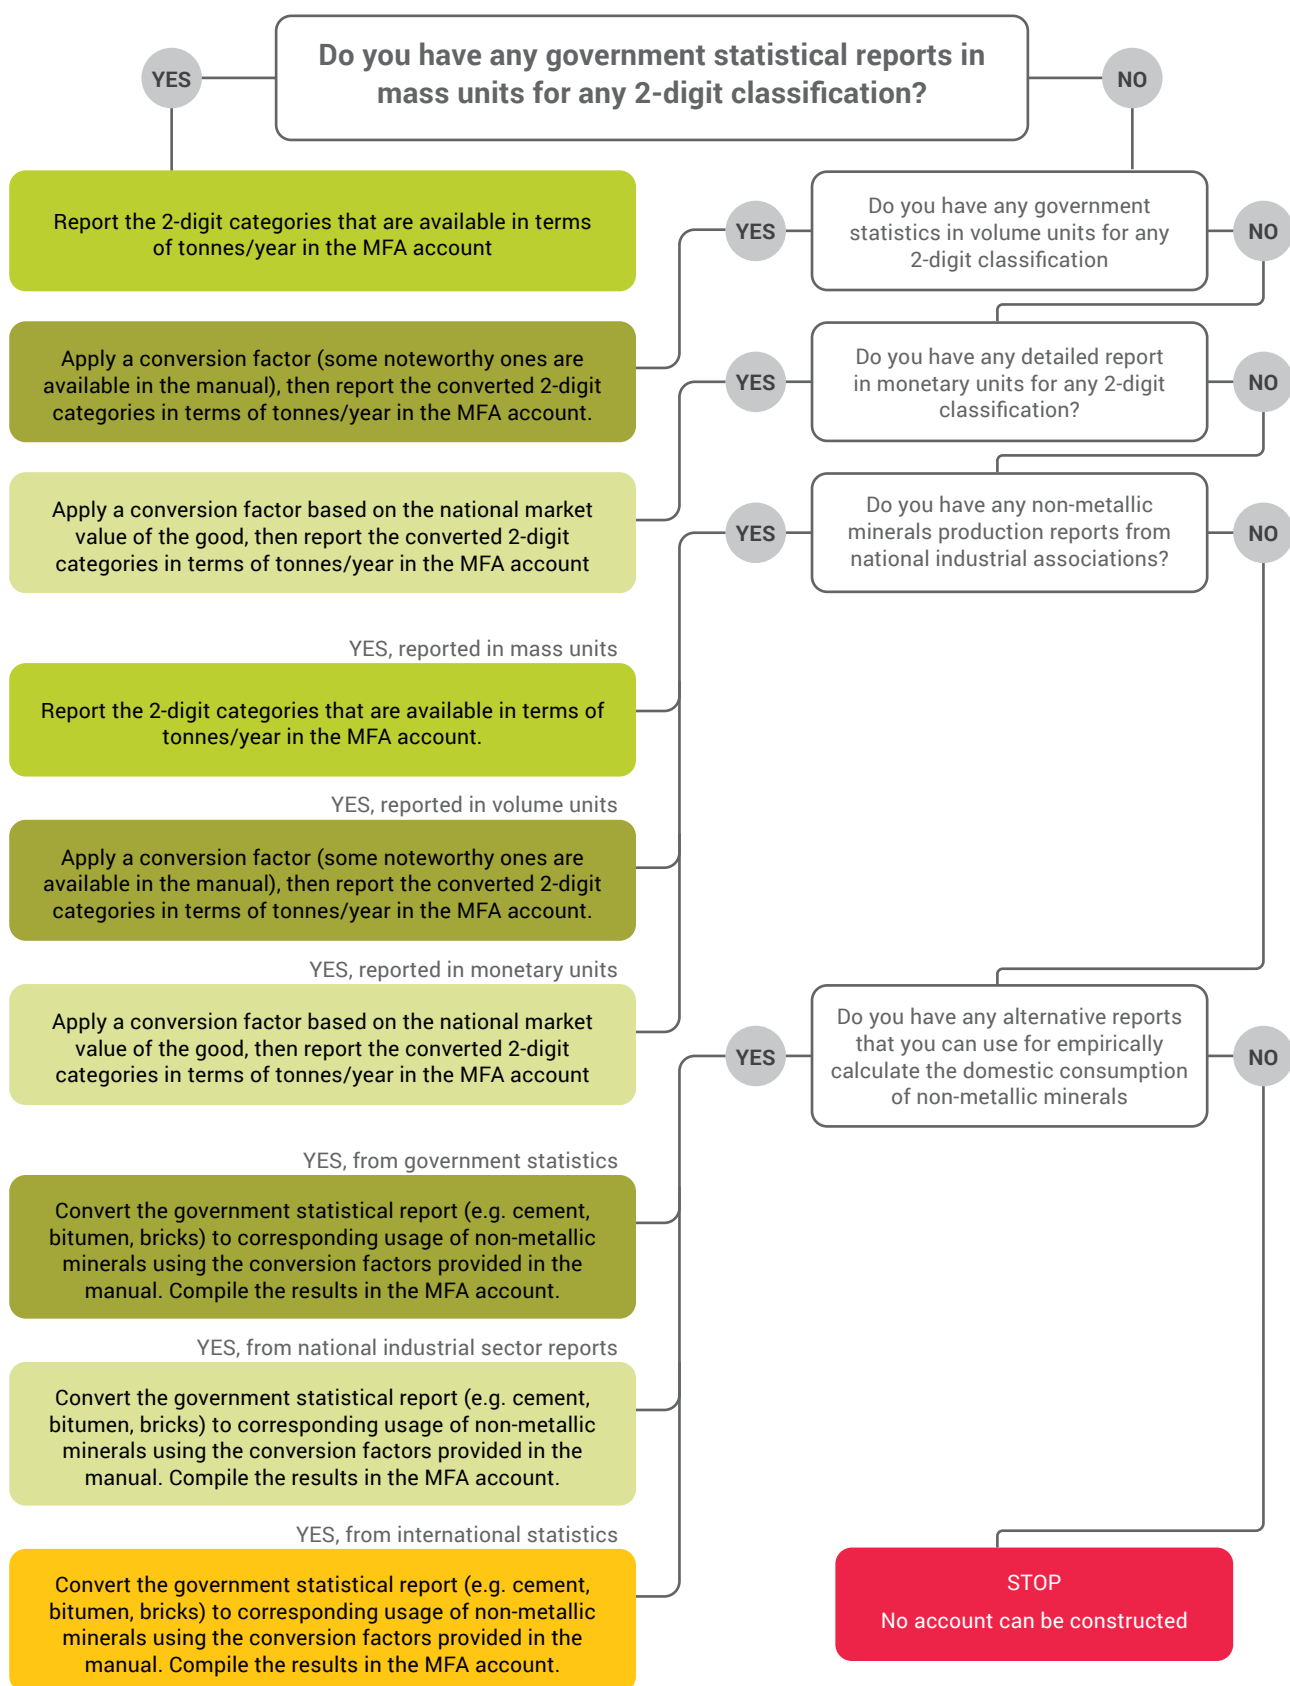 Do you have any government statistical reports in
mass units for any 2-digit classification?
YES
NO
Report the 2-digit categories that are available in terms
of tonnes/year in the MFA account
YES
Do you have any government
statistics in volume units for any
2-digit classification
NO
Apply a conversion factor (some noteworthy ones are
available in the manual), then report the converted 2-digit
categories in terms of tonnes/year in the MFA account.
YES
Do you have any detailed report
in monetary units for any 2-digit
classification?
NO
Apply a conversion factor based on the national market
value of the good, then report the converted 2-digit
categories in terms of tonnes/year in the MFA account
YES
Do you have any non-metallic
minerals production reports from
national industrial associations?
NO
YES, reported in mass units
Report the 2-digit categories that are available in terms of
tonnes/year in the MFA account.
YES, reported in volume units
Apply a conversion factor (some noteworthy ones are
available in the manual), then report the converted 2-digit
categories in terms of tonnes/year in the MFA account.
YES, reported in monetary units
Apply a conversion factor based on the national market
value of the good, then report the converted 2-digit
categories in terms of tonnes/year in the MFA account
YES
Do you have any alternative reports
that you can use for empirically
calculate the domestic consumption
of non-metallic minerals
NO
YES, from government statistics
Convert the government statistical report (e.g. cement,
bitumen, bricks) to corresponding usage of non-metallic
minerals using the conversion factors provided in the
manual. Compile the results in the MFA account.
YES, from national industrial sector reports
Convert the government statistical report (e.g. cement,
bitumen, bricks) to corresponding usage of non-metallic
minerals using the conversion factors provided in the
manual. Compile the results in the MFA account.
YES, from international statistics
Convert the government statistical report (e.g. cement,
bitumen, bricks) to corresponding usage of non-metallic
minerals using the conversion factors provided in the
manual. Compile the results in the MFA account.
STOP
No account can be constructed